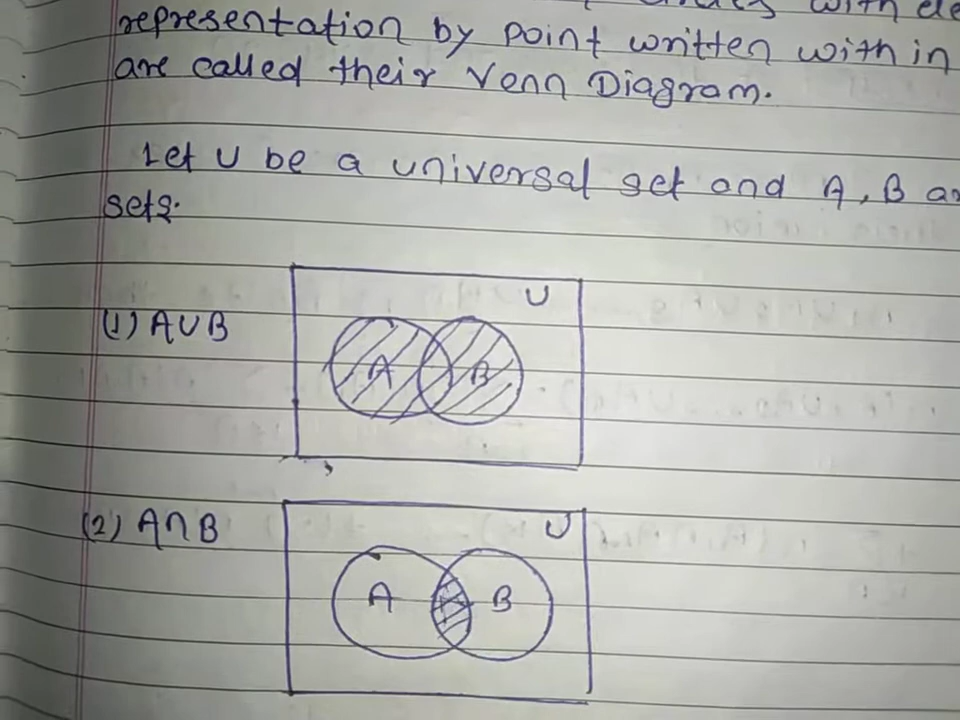 with
representation by point written with in
are called their Venn Diagram.
Let U be a universal set and A, B
sets.
U
(1) A∪B
A B
(2) A∩B
U
A B